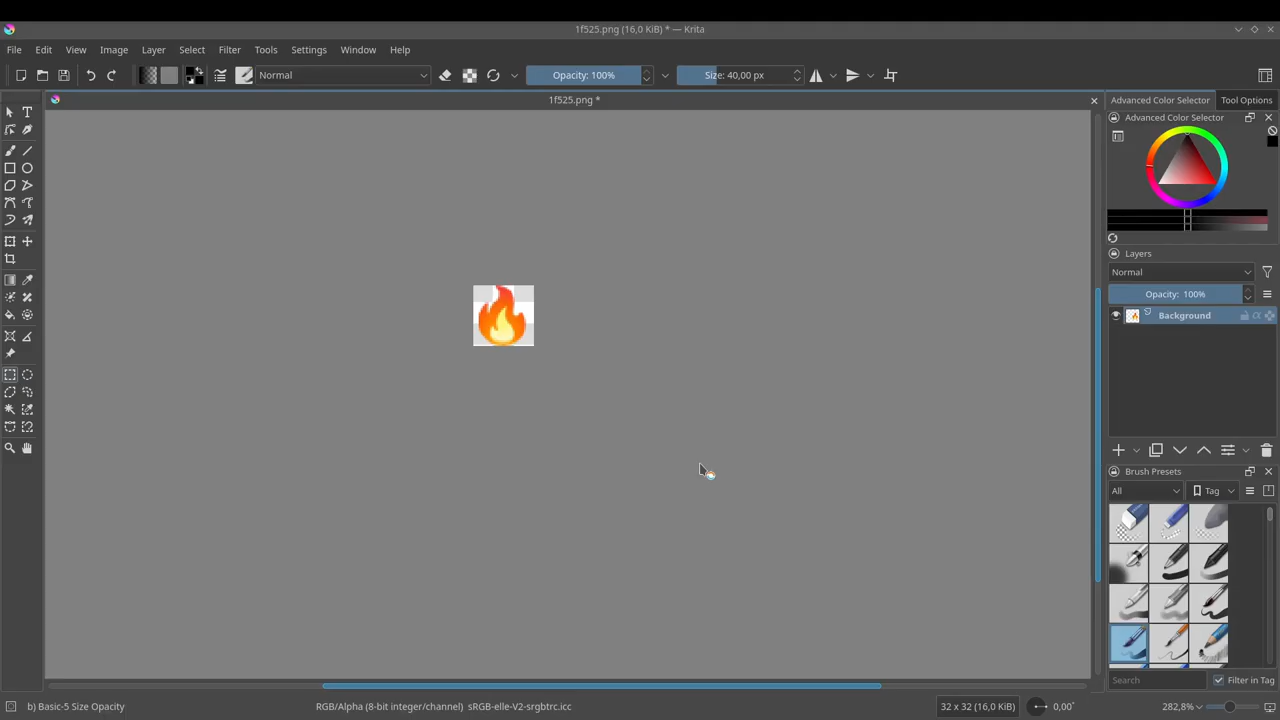 1f525.png (16,0 KiB) * — Krita
File Edit View Image Layer Select Filter Tools Settings Window Help
Normal Opacity: 100% Size: 40,00 px
1f525.png *
Advanced Color Selector Tool Options
Advanced Color Selector
Layers
Normal
Opacity: 100%
Background
Brush Presets
All Tag
Search Filter in Tag
b) Basic-5 Size Opacity RGB/Alpha (8-bit integer/channel) sRGB-elle-V2-srgbtrc.icc 32 x 32 (16,0 KiB) 0,00° 282,8%